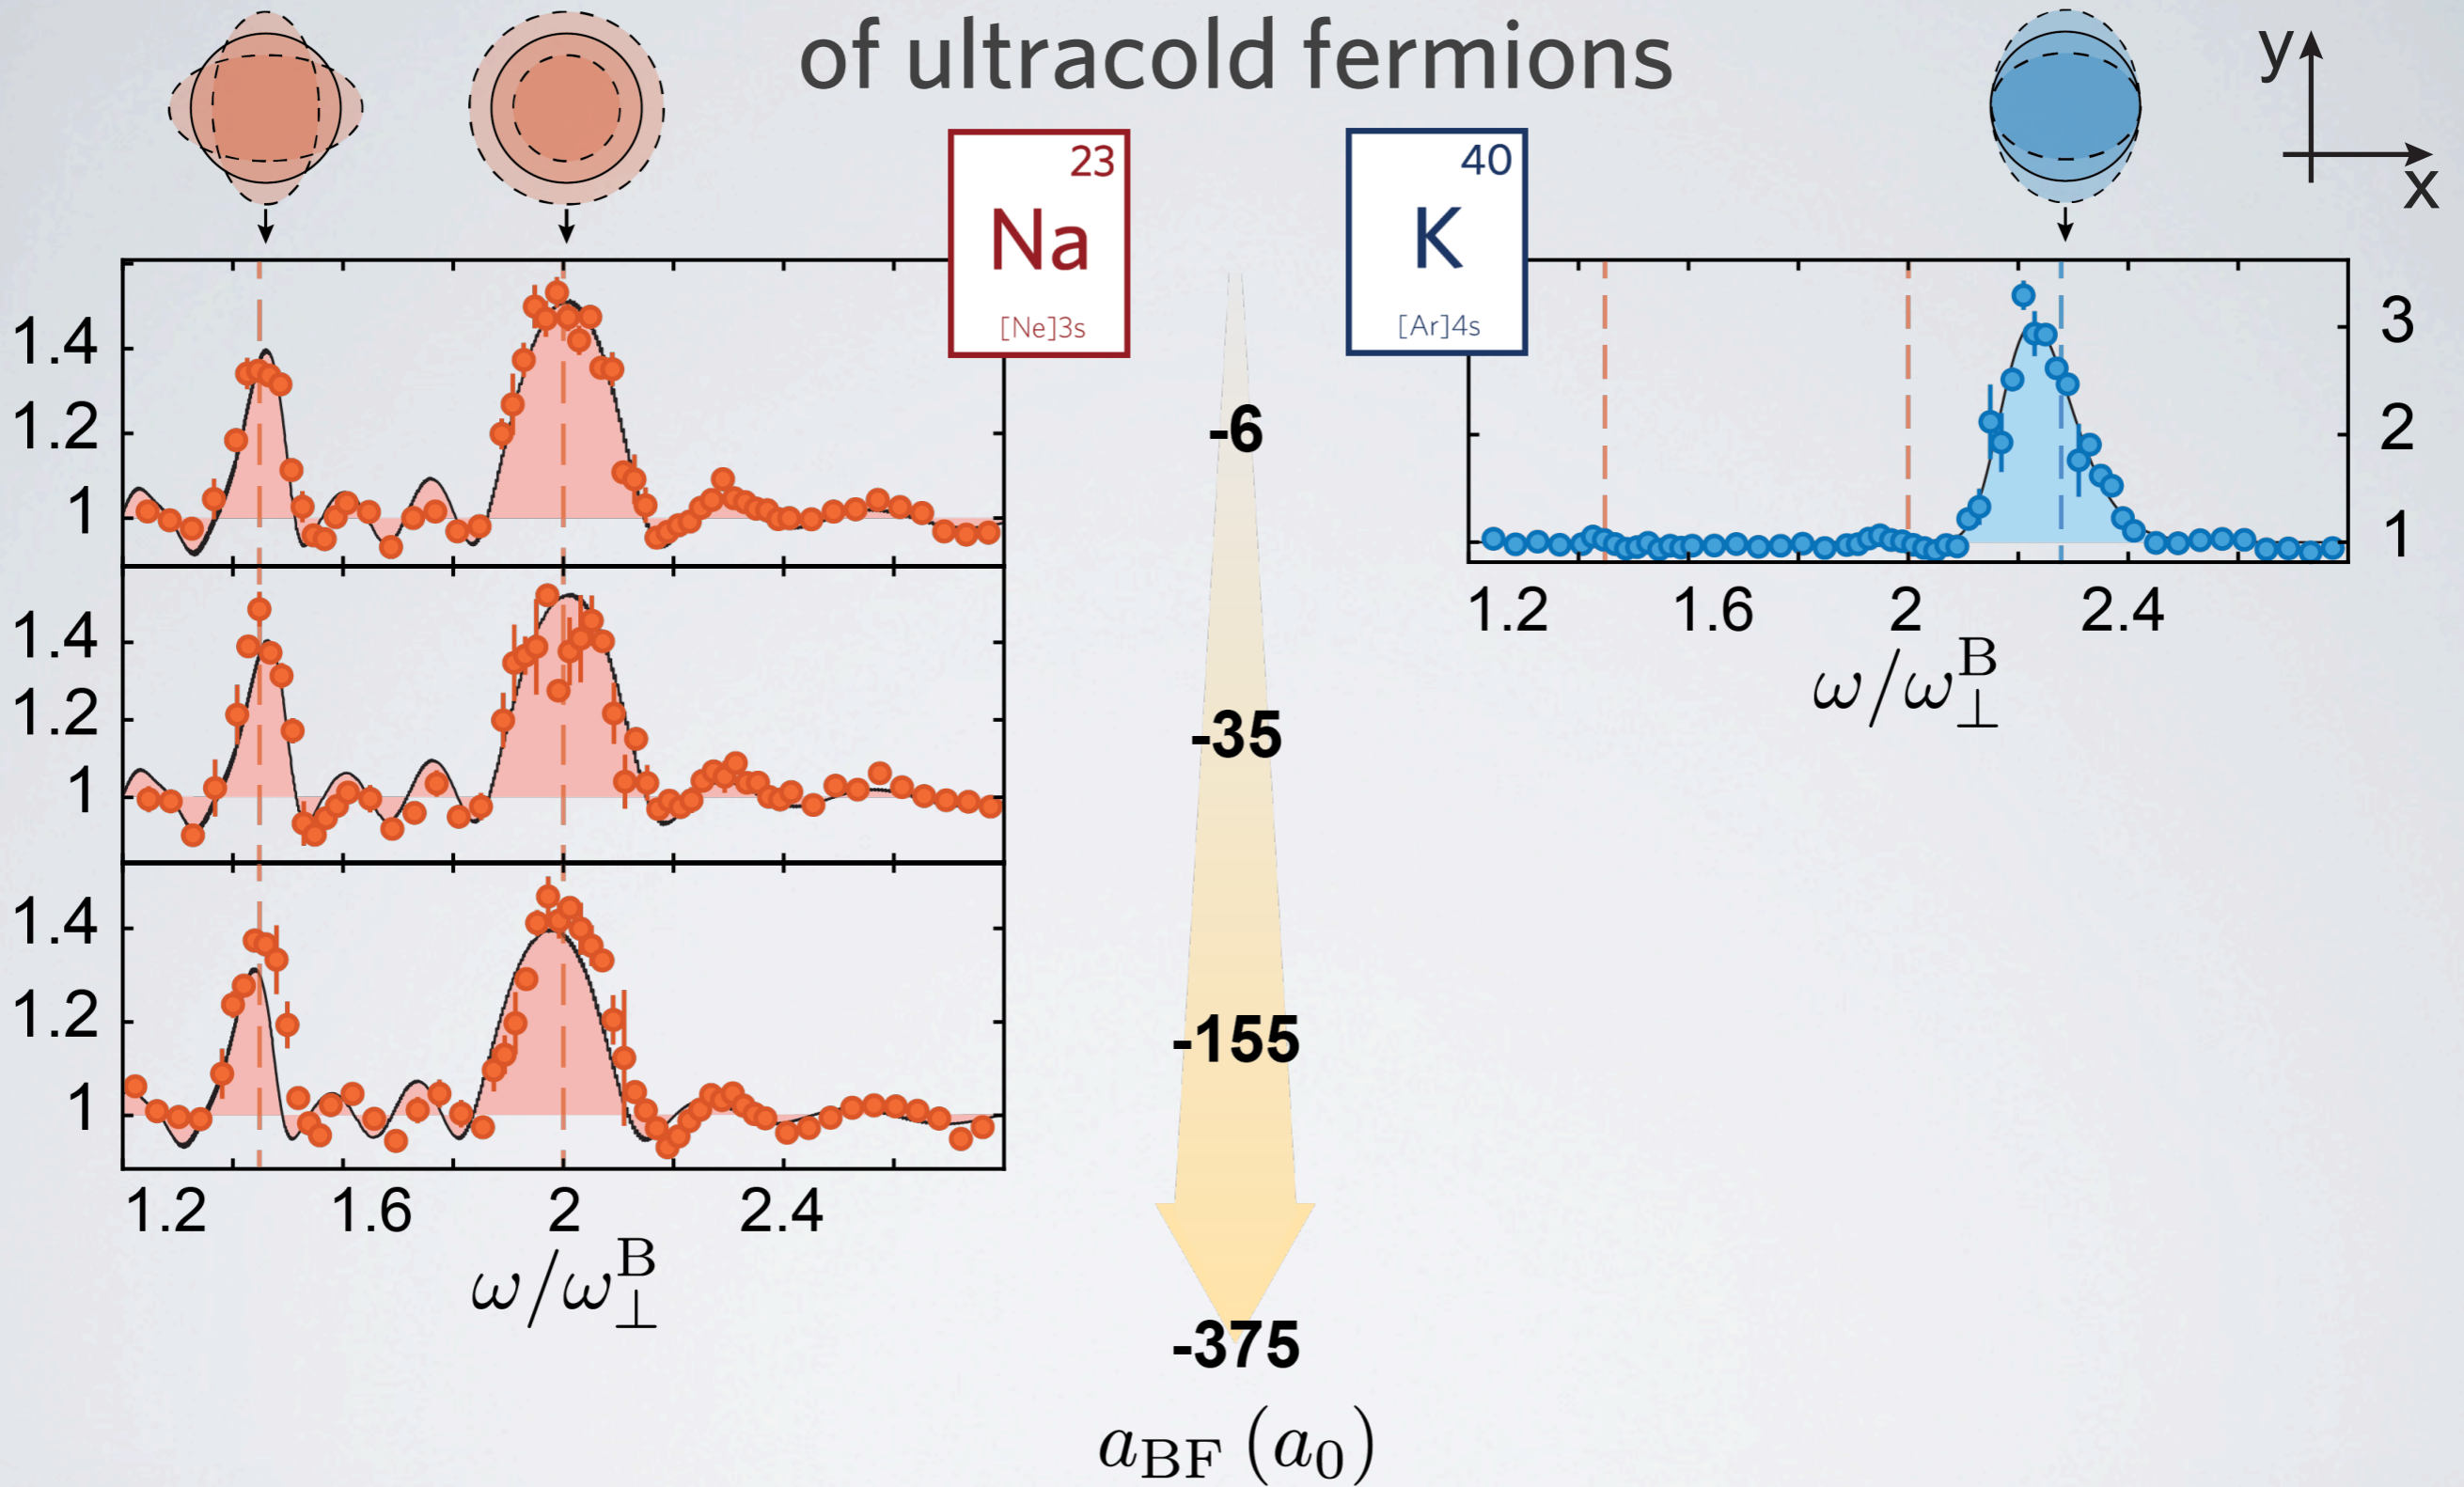 of ultracold fermions
y
x
23
Na
[Ne]3s
40
K
[Ar]4s
1.4
1.2
1
1.4
1.2
1
1.4
1.2
1
1.2 1.6 2 2.4
ω/ω⊥B
-6
-35
-155
-375
aBF (a0)
3
2
1
1.2 1.6 2 2.4
ω/ω⊥B